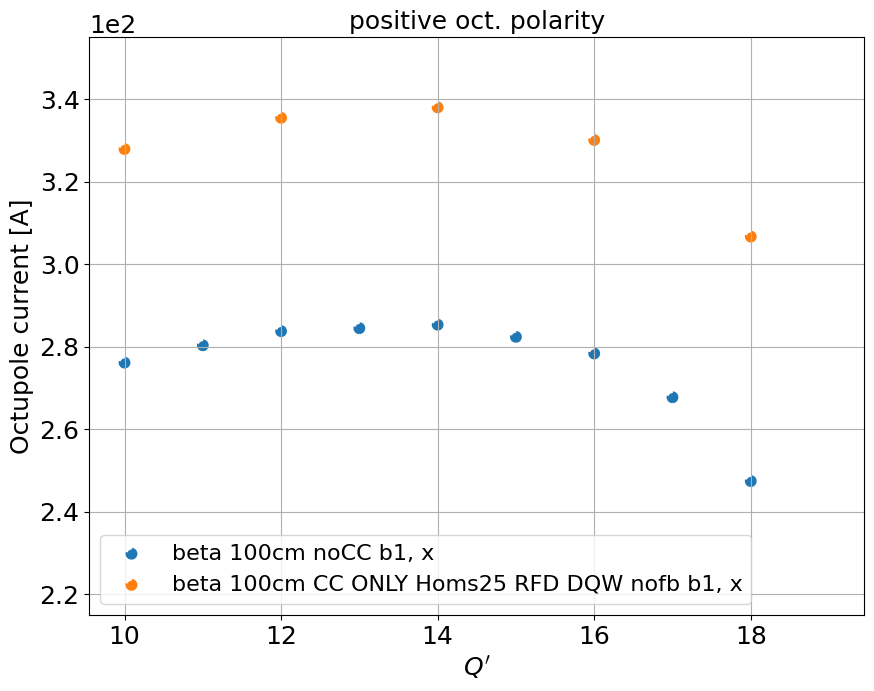 positive oct. polarity
1e2
3.4
3.2
3.0
2.8
2.6
2.4
2.2
Octupole current [A]
beta 100cm noCC b1, x
beta 100cm CC ONLY Homs25 RFD DQW nofb b1, x
10 12 14 16 18
Q′